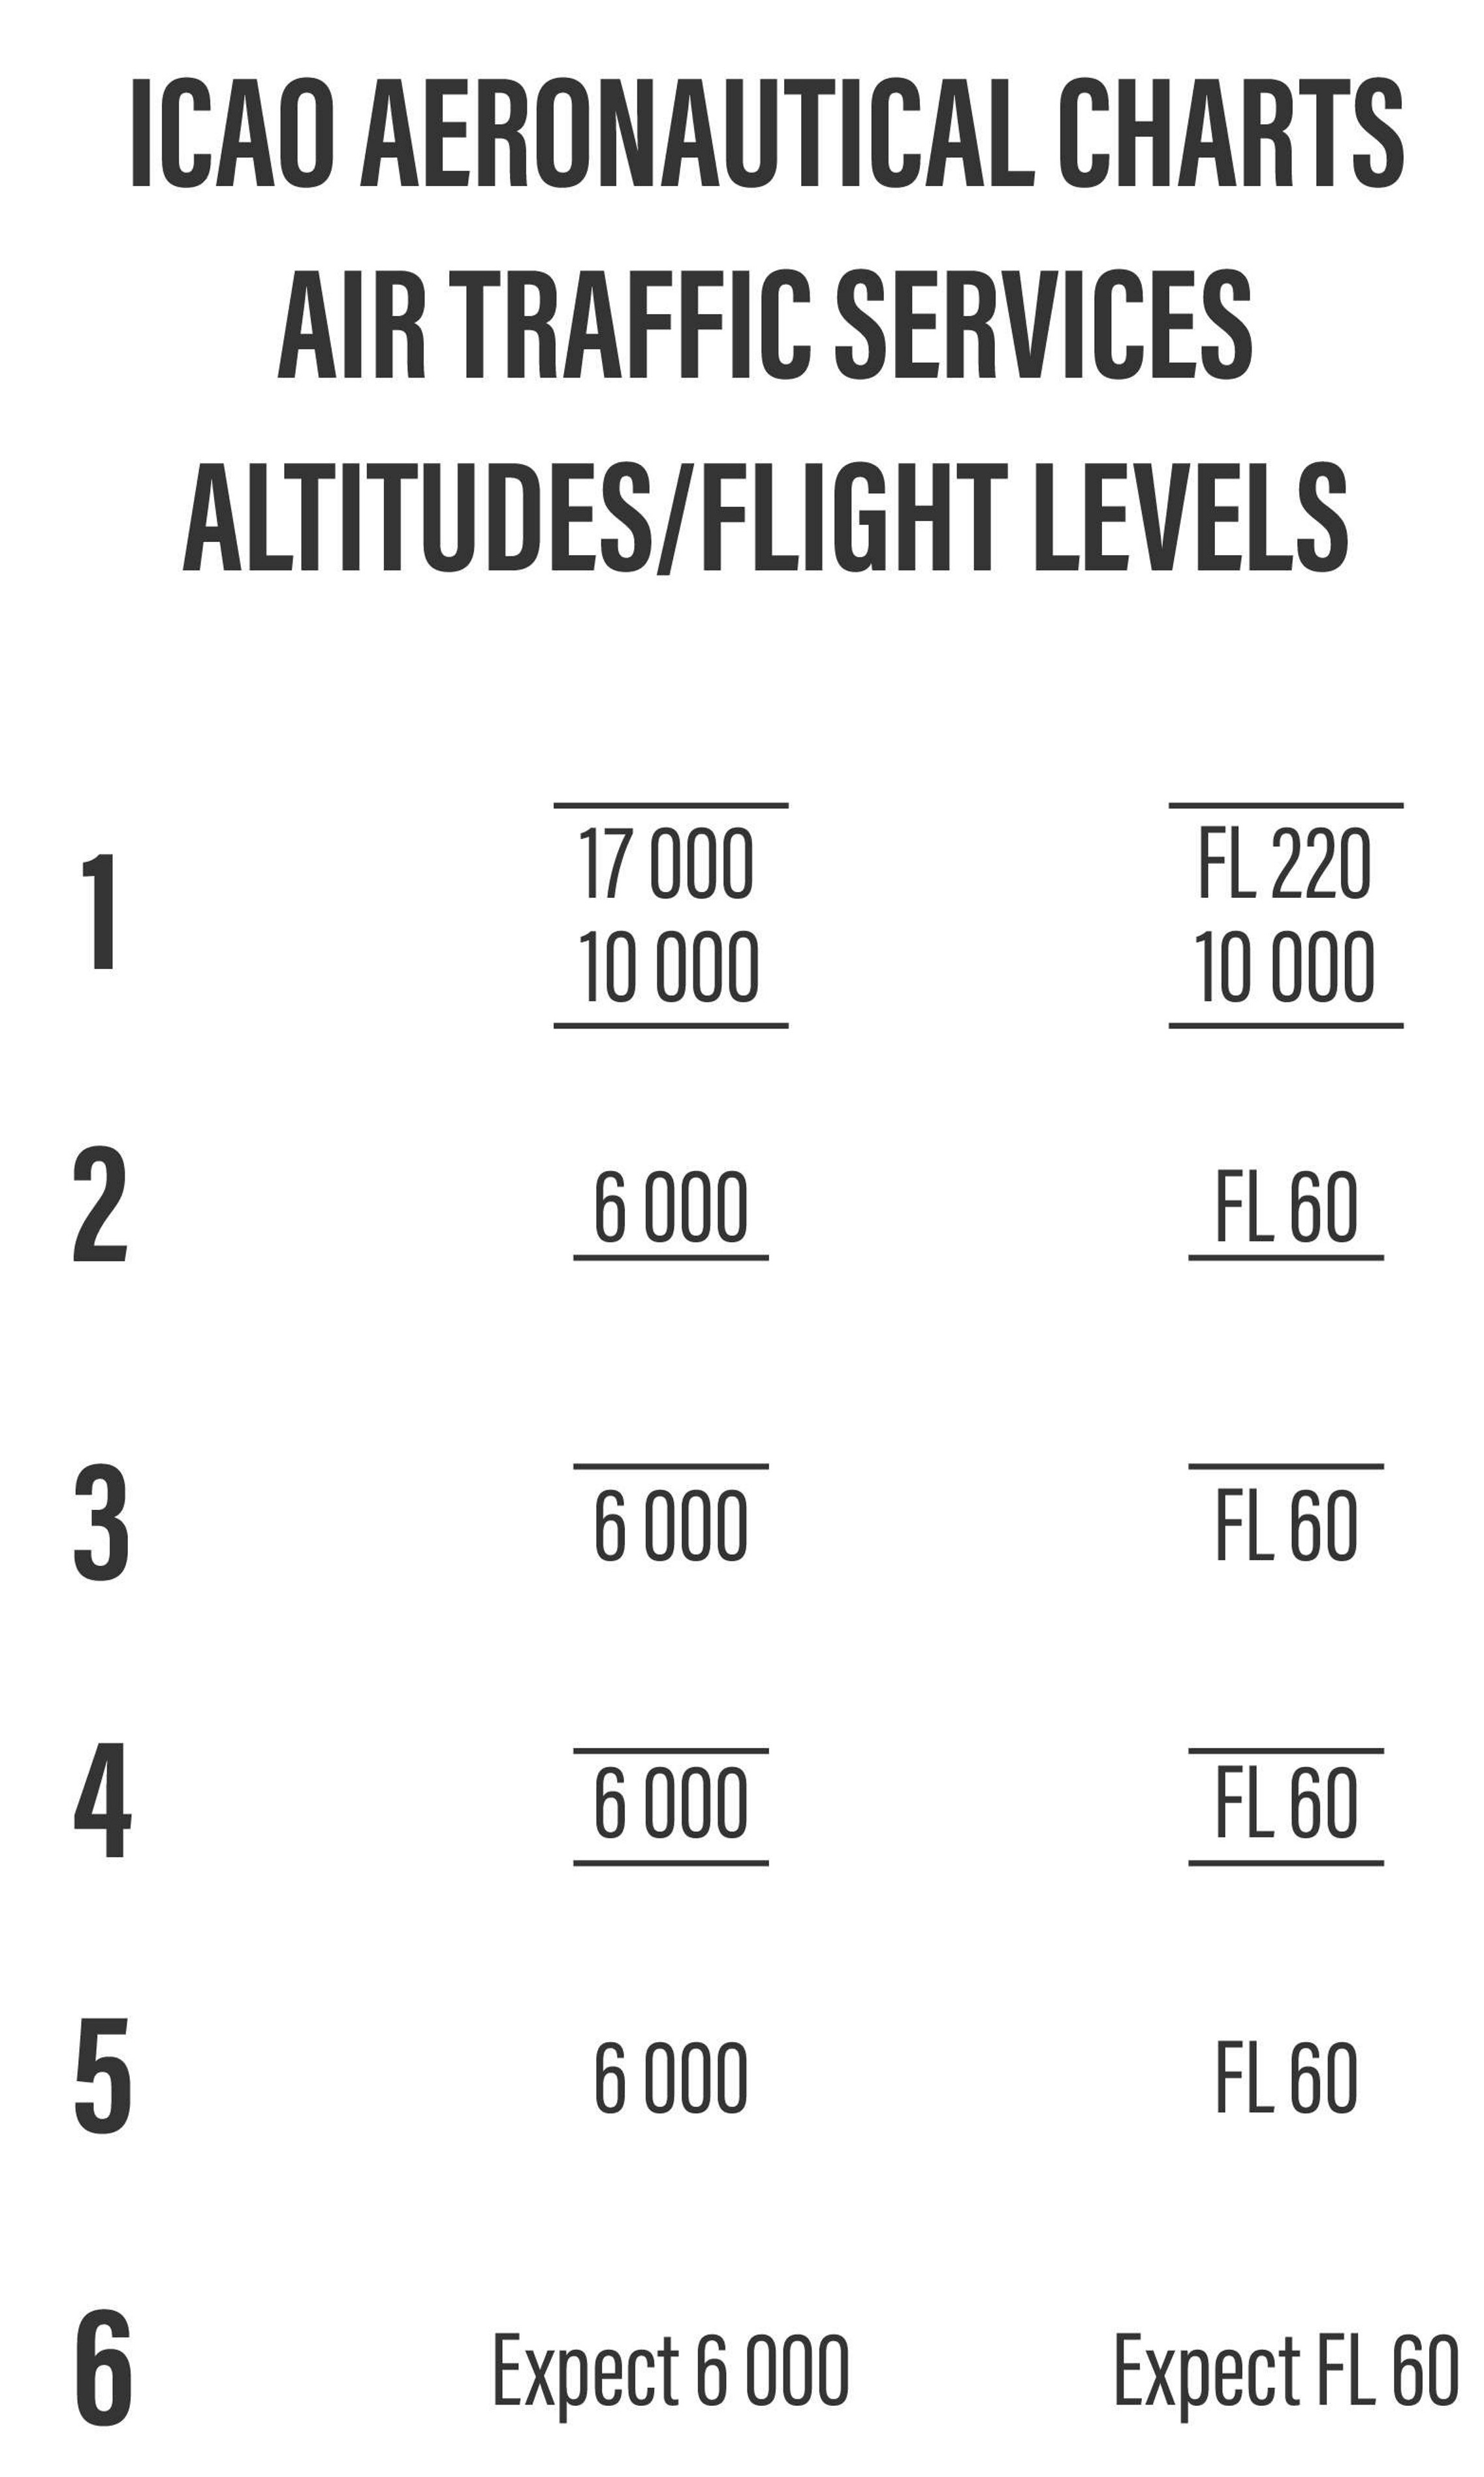 ICAO AERONAUTICAL CHARTS
AIR TRAFFIC SERVICES
ALTITUDES/FLIGHT LEVELS
1 17 000 FL 220
10 000 10 000
2 6 000 FL 60
3 6 000 FL 60
4 6 000 FL 60
5 6 000 FL 60
6 Expect 6 000 Expect FL 60